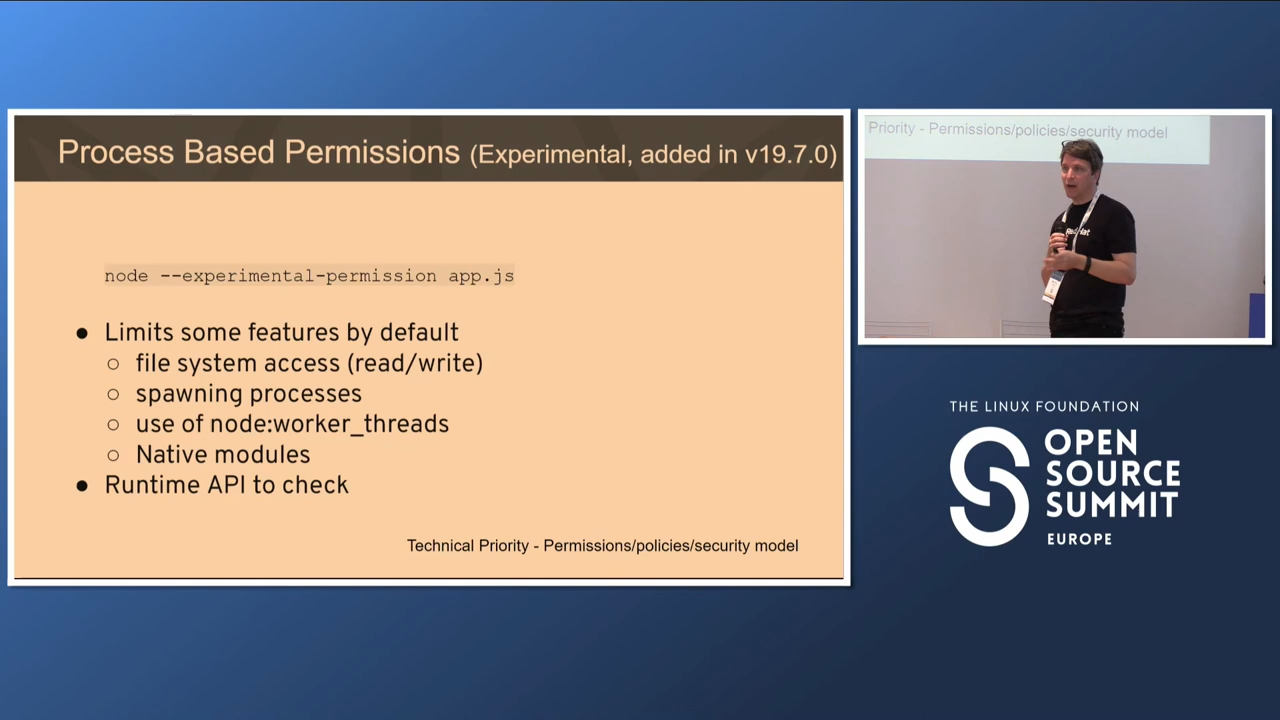 Process Based Permissions (Experimental, added in v19.7.0)
node --experimental-permission app.js
● Limits some features by default
○ file system access (read/write)
○ spawning processes
○ use of node:worker_threads
○ Native modules
● Runtime API to check
Technical Priority - Permissions/policies/security model
Priority - Permissions/policies/security model
Red Hat
THE LINUX FOUNDATION
OPEN
SOURCE
SUMMIT
EUROPE